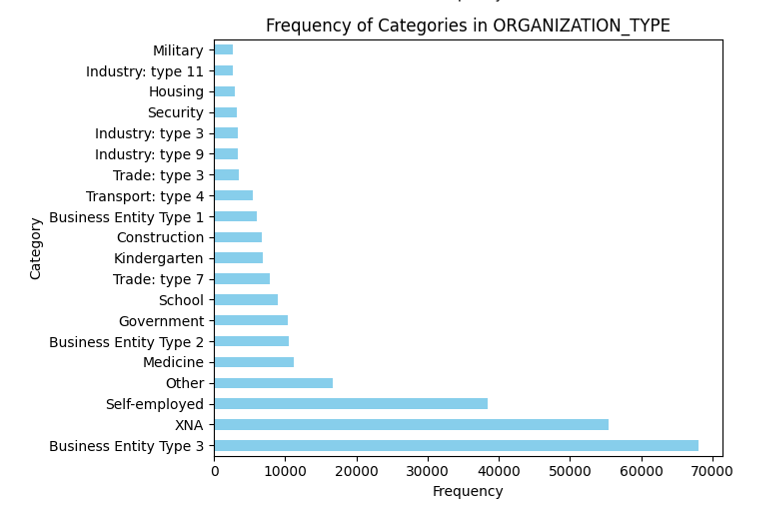 Frequency of Categories in ORGANIZATION_TYPE
Military
Industry: type 11
Housing
Security
Industry: type 3
Industry: type 9
Trade: type 3
Transport: type 4
Business Entity Type 1
Construction
Kindergarten
Trade: type 7
School
Government
Business Entity Type 2
Medicine
Other
Self-employed
XNA
Business Entity Type 3
Category
0 10000 20000 30000 40000 50000 60000 70000
Frequency